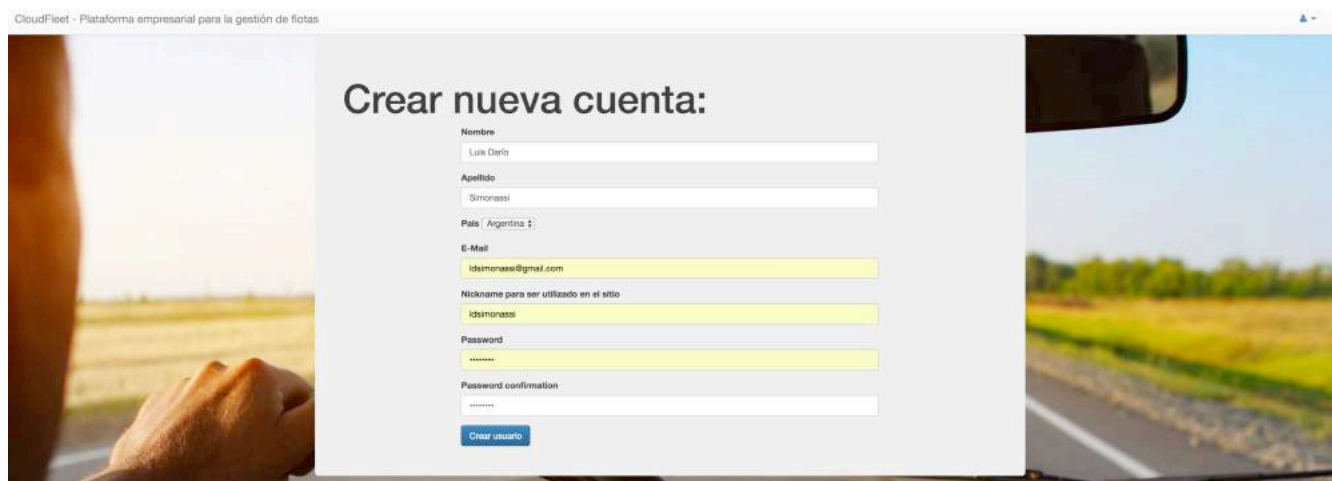 CloudFleet - Plataforma empresarial para la gestión de flotas
Crear nueva cuenta:
Nombre
Luis Darío
Apellido
Simonassi
País Argentina
E-Mail
ldsimonassi@gmail.com
Nickname para ser utilizado en el sitio
ldsimonassi
Password
••••••••
Password confirmation
••••••••
Crear usuario